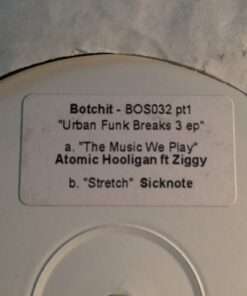 Botchit - BOS032 pt1
"Urban Funk Breaks 3 ep"
a. "The Music We Play"
Atomic Hooligan ft Ziggy
b. "Stretch" Sicknote